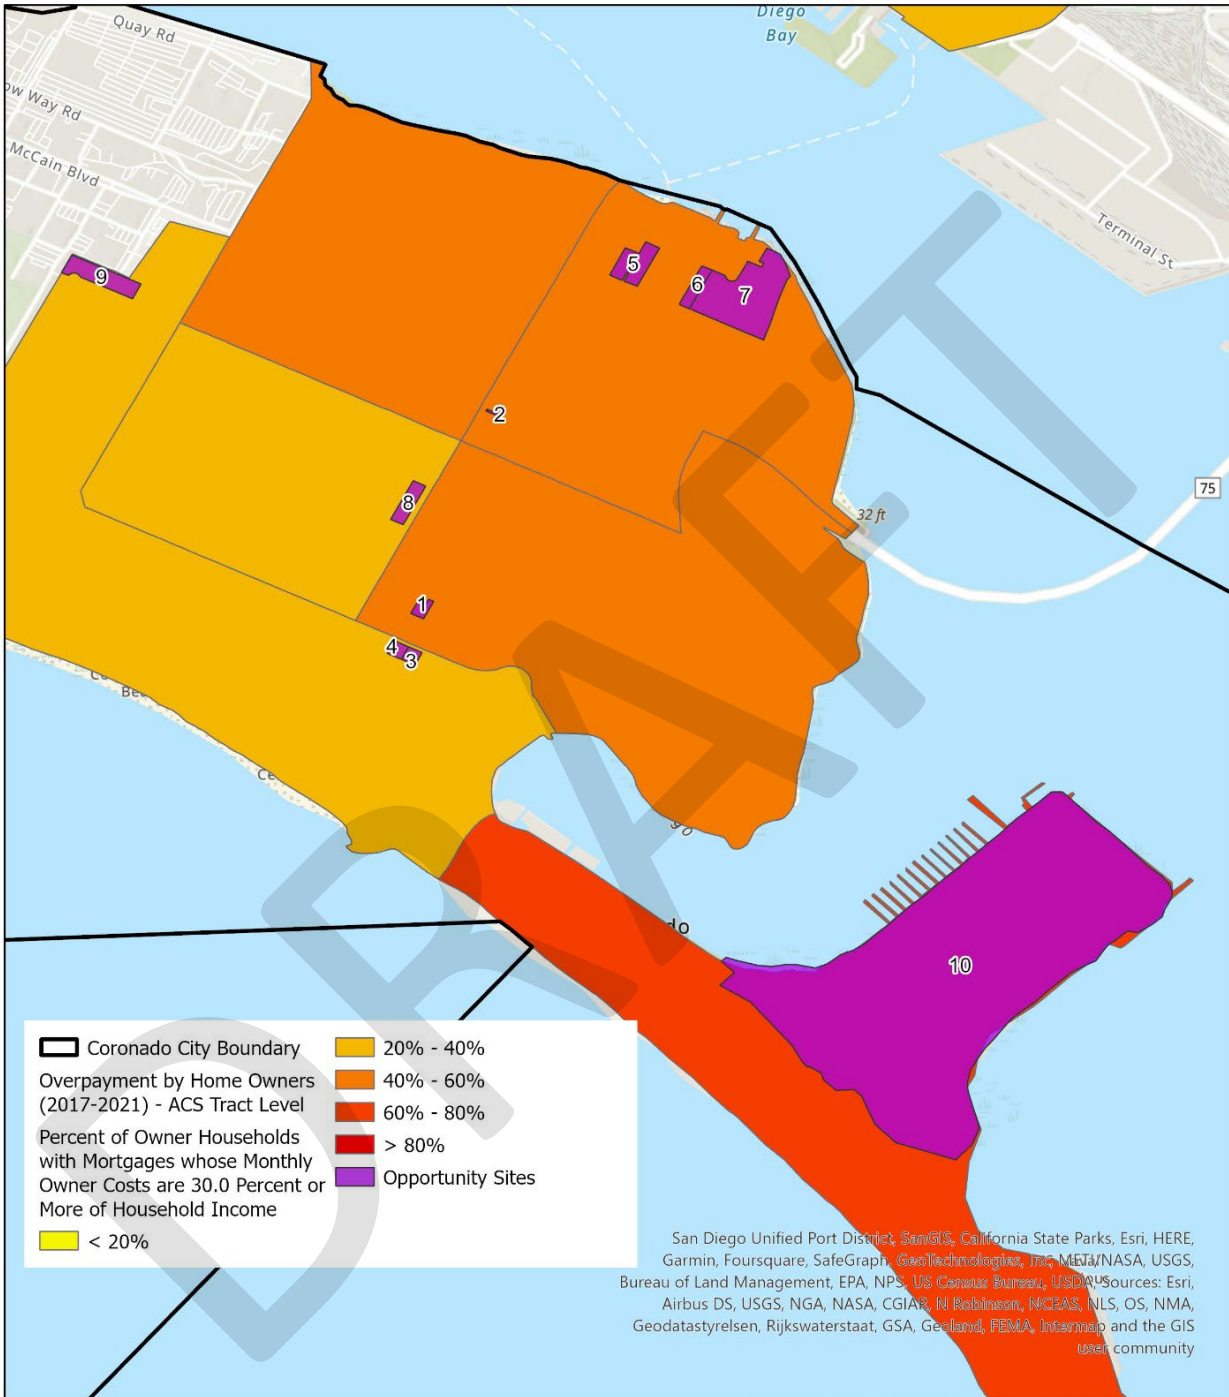 Quay Rd
ow Way Rd
McCain Blvd
Diego
Bay
Terminal St
75
32 ft
9
5
6
7
2
8
1
4
3
10
Be
Ce
do
DRAFT
Coronado City Boundary
Overpayment by Home Owners
(2017-2021) - ACS Tract Level
Percent of Owner Households
with Mortgages whose Monthly
Owner Costs are 30.0 Percent or
More of Household Income
< 20%
20% - 40%
40% - 60%
60% - 80%
> 80%
Opportunity Sites
San Diego Unified Port District, SanGIS, California State Parks, Esri, HERE,
Garmin, Foursquare, SafeGraph, GeoTechnologies, Inc, METI/NASA, USGS,
Bureau of Land Management, EPA, NPS, US Census Bureau, USDA, Sources: Esri,
Airbus DS, USGS, NGA, NASA, CGIAR, N Robinson, NCEAS, NLS, OS, NMA,
Geodatastyrelsen, Rijkswaterstaat, GSA, Geoland, FEMA, Intermap and the GIS
user community